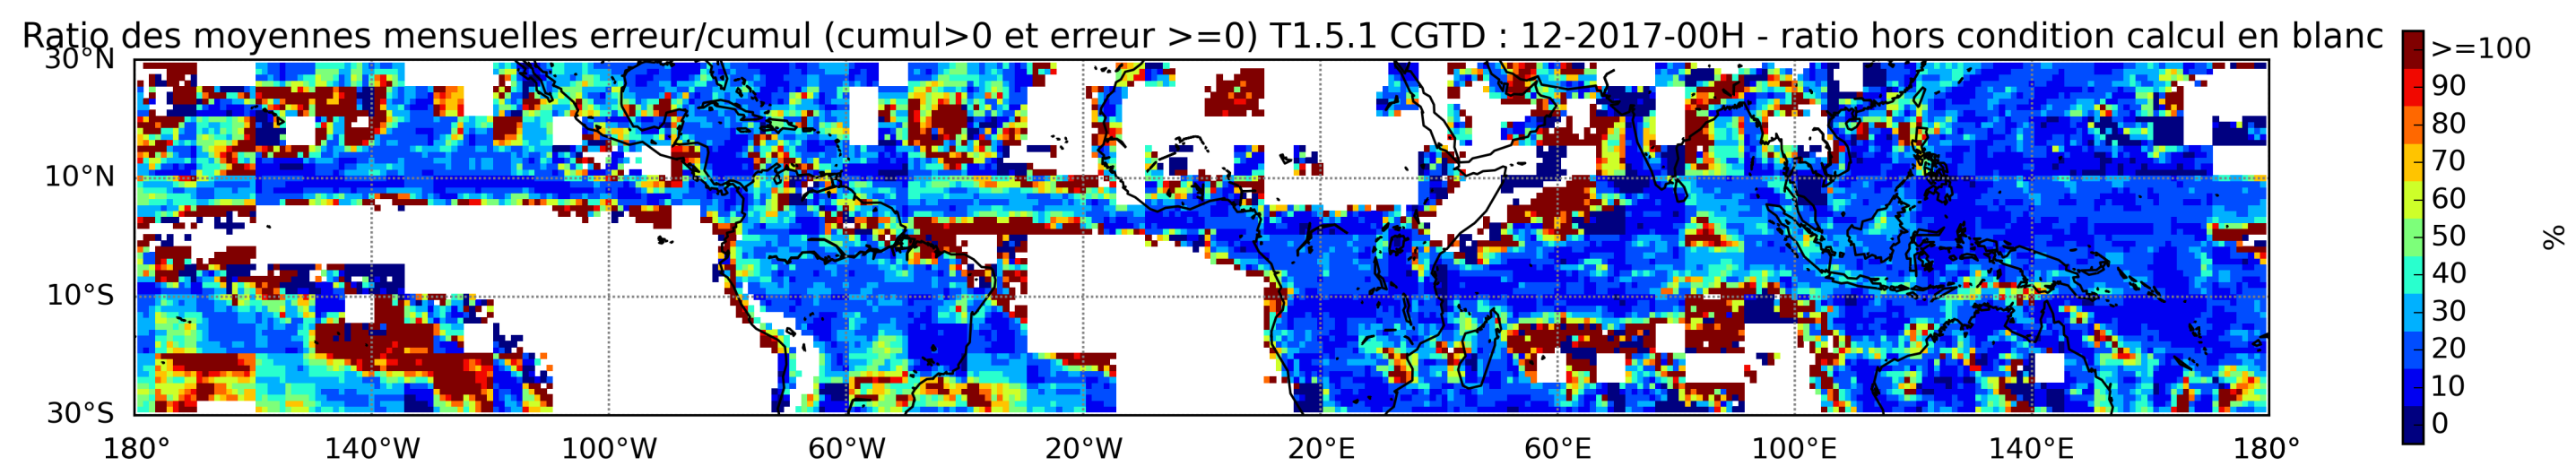 Ratio des moyennes mensuelles erreur/cumul (cumul>0 et erreur >=0) T1.5.1 CGTD : 12-2017-00H - ratio hors condition calcul en blanc
30°N
10°N
10°S
30°S
180° 140°W 100°W 60°W 20°W 20°E 60°E 100°E 140°E 180°
>=100
90
80
70
60
50
40
30
20
10
0
%